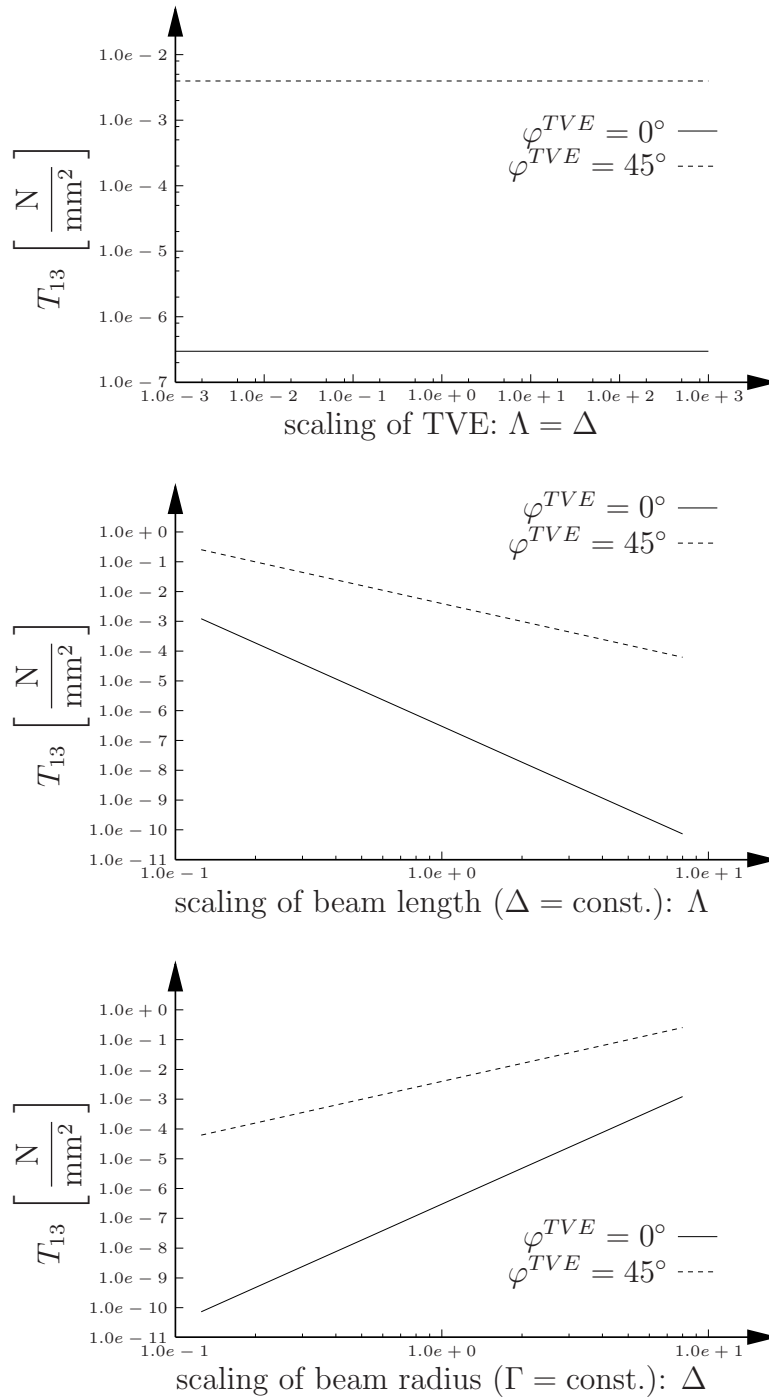 1.0e − 2
1.0e − 3
1.0e − 4
1.0e − 5
1.0e − 6
1.0e − 7
T₁₃ [N/mm²]
φ^{TVE} = 0°
φ^{TVE} = 45°
1.0e − 3 1.0e − 2 1.0e − 1 1.0e + 0 1.0e + 1 1.0e + 2 1.0e + 3
scaling of TVE: Λ = Δ
φ^{TVE} = 0°
φ^{TVE} = 45°
1.0e + 0
1.0e − 1
1.0e − 2
1.0e − 3
1.0e − 4
1.0e − 5
1.0e − 6
1.0e − 7
1.0e − 8
1.0e − 9
1.0e − 10
1.0e − 11
T₁₃ [N/mm²]
1.0e − 1 1.0e + 0 1.0e + 1
scaling of beam length (Δ = const.): Λ
1.0e + 0
1.0e − 1
1.0e − 2
1.0e − 3
1.0e − 4
1.0e − 5
1.0e − 6
1.0e − 7
1.0e − 8
1.0e − 9
1.0e − 10
1.0e − 11
T₁₃ [N/mm²]
φ^{TVE} = 0°
φ^{TVE} = 45°
1.0e − 1 1.0e + 0 1.0e + 1
scaling of beam radius (Γ = const.): Δ